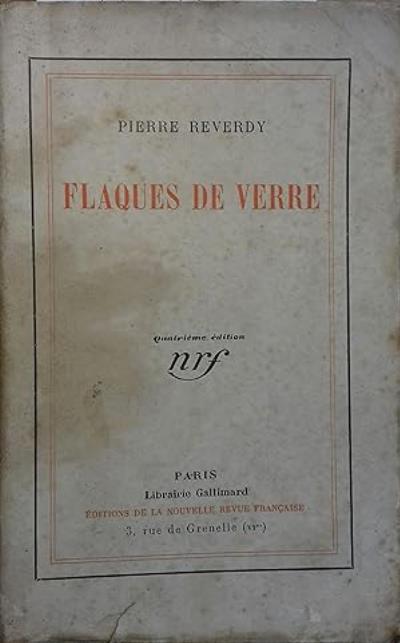 PIERRE REVERDY
FLAQUES DE VERRE
Quatrième édition
nrf
PARIS
Librairie Gallimard
ÉDITIONS DE LA NOUVELLE REVUE FRANÇAISE
3, rue de Grenelle (VIme)